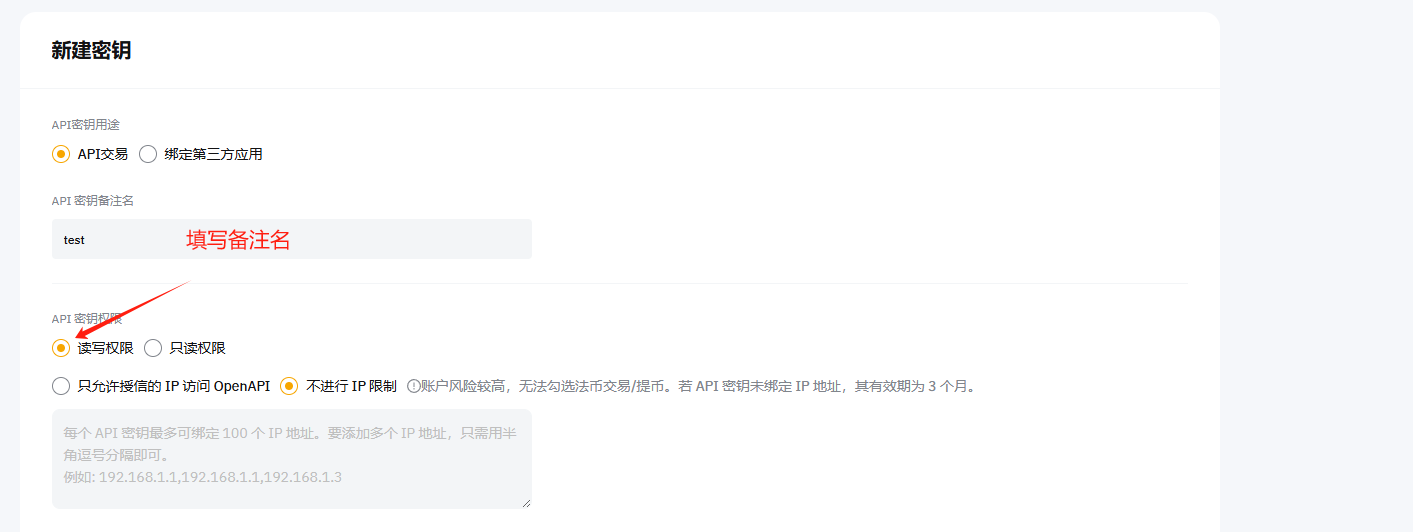 新建密钥
API密钥用途
API交易 绑定第三方应用
API 密钥备注名
test 填写备注名
API 密钥权限
读写权限 只读权限
只允许授信的 IP 访问 OpenAPI 不进行 IP 限制 账户风险较高，无法勾选法币交易/提币。若 API 密钥未绑定 IP 地址，其有效期为 3 个月。
每个 API 密钥最多可绑定 100 个 IP 地址。要添加多个 IP 地址，只需用半
角逗号分隔即可。
例如: 192.168.1.1,192.168.1.1,192.168.1.3